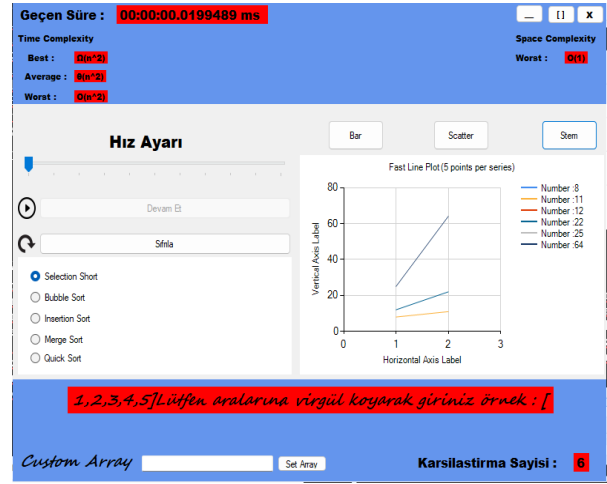 Geçen Süre : 00:00:00.0199489 ms
_ [] x
Time Complexity
Space Complexity
Best : Ω(n^2)
Worst : O(1)
Average : θ(n^2)
Worst : O(n^2)
Hız Ayarı
Bar Scatter Stem
Devam Et
Sıfırla
Selection Short
Bubble Sort
Insertion Sort
Merge Sort
Quick Sort
Fast Line Plot (5 points per series)
Vertical Axis Label
80
60
40
20
0
0 1 2 3
Horizontal Axis Label
Number :8
Number :11
Number :12
Number :22
Number :25
Number :64
1,2,3,4,5]Lütfen aralarına virgül koyarak giriniz örnek : [
Custom Array Set Array
Karsilastirma Sayisi : 6